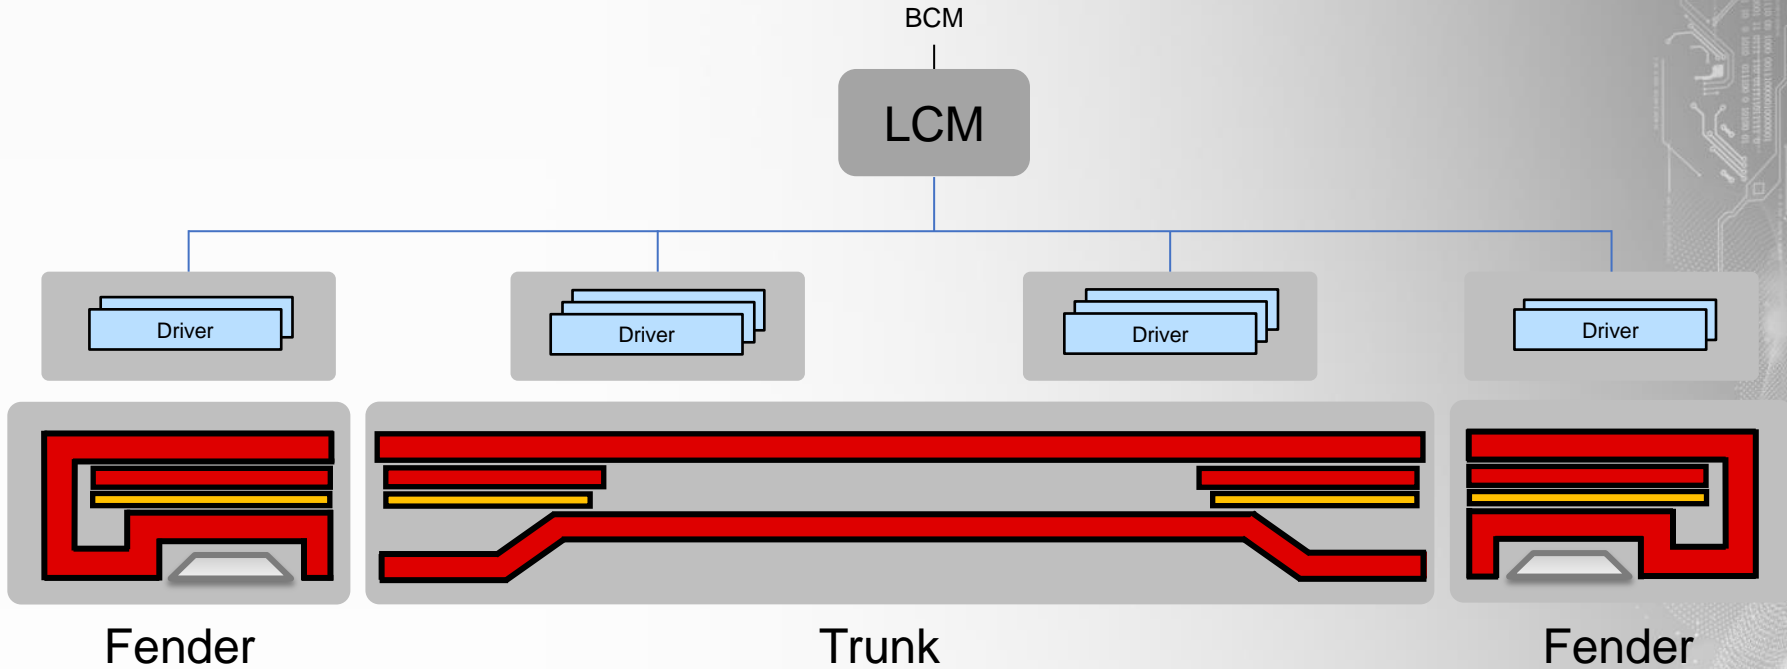 BCM
LCM
Driver
Driver
Driver
Driver
Fender
Trunk
Fender